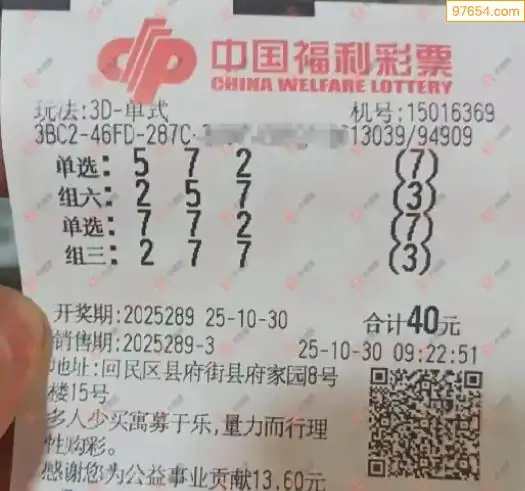 97654.com
中国福利彩票
CHINA WELFARE LOTTERY
玩法:3D-单式 机号:15016369
3BC2-46FD-287C- 13039/94909
单选: 5 7 2 (7)
组六: 2 5 7 (3)
单选: 7 7 2 (7)
组三: 2 7 7 (3)
开奖期:2025289 25-10-30 合计40元
销售期:2025289-3 25-10-30 09:22:51
地址:回民区县府街县府家园8号
楼15号
多人少买寓募于乐,量力而行理
性购彩。
感谢您为公益事业贡献13.60元